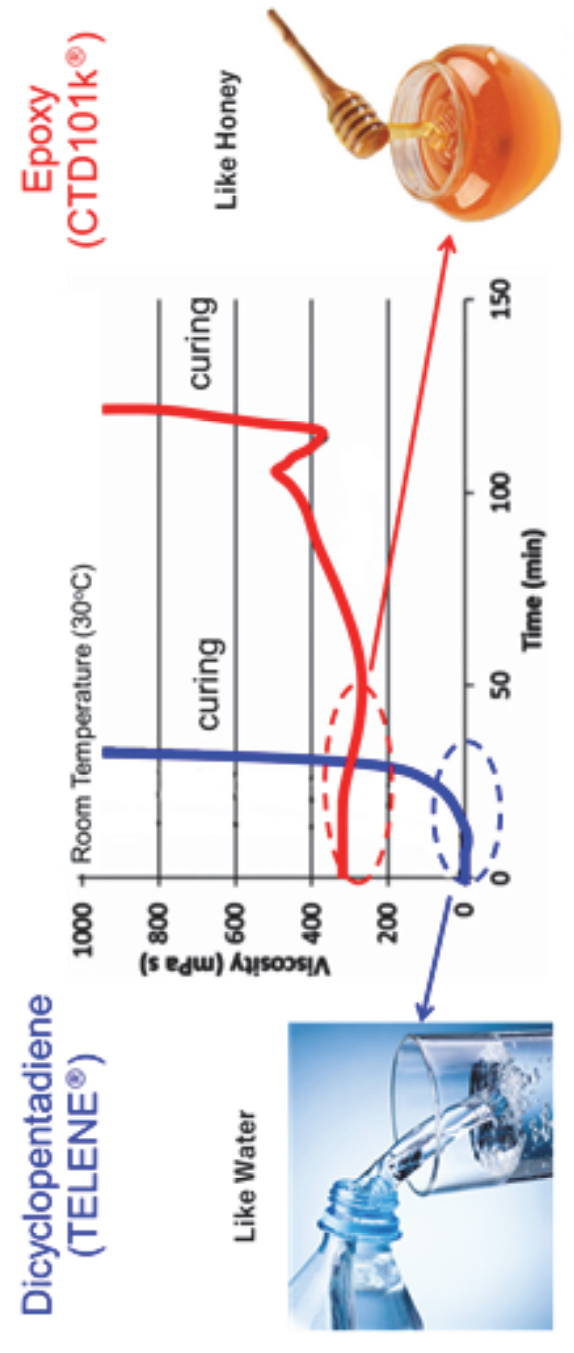 Dicyclopentadiene
(TELENE®)
Like Water
Epoxy
(CTD101k®)
Like Honey
Room Temperature (30°C)
curing
curing
Viscosity (mPa s)
1000
800
600
400
200
0
0
50
100
150
Time (min)